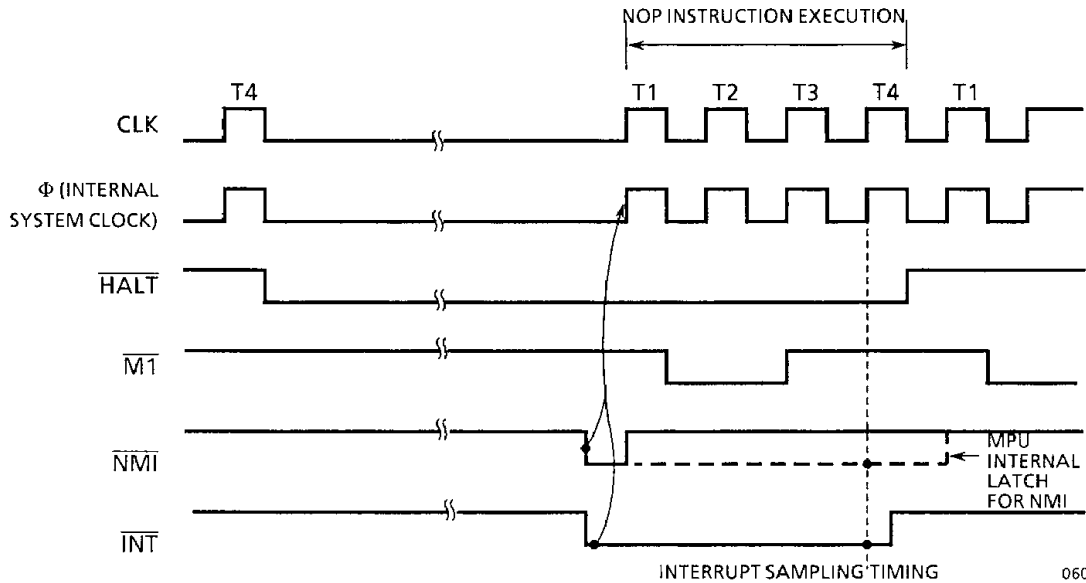 NOP INSTRUCTION EXECUTION
T4 T1 T2 T3 T4 T1
CLK
Φ (INTERNAL
SYSTEM CLOCK)
HALT
M1
NMI
MPU
INTERNAL
LATCH
FOR NMI
INT
INTERRUPT SAMPLING TIMING
060